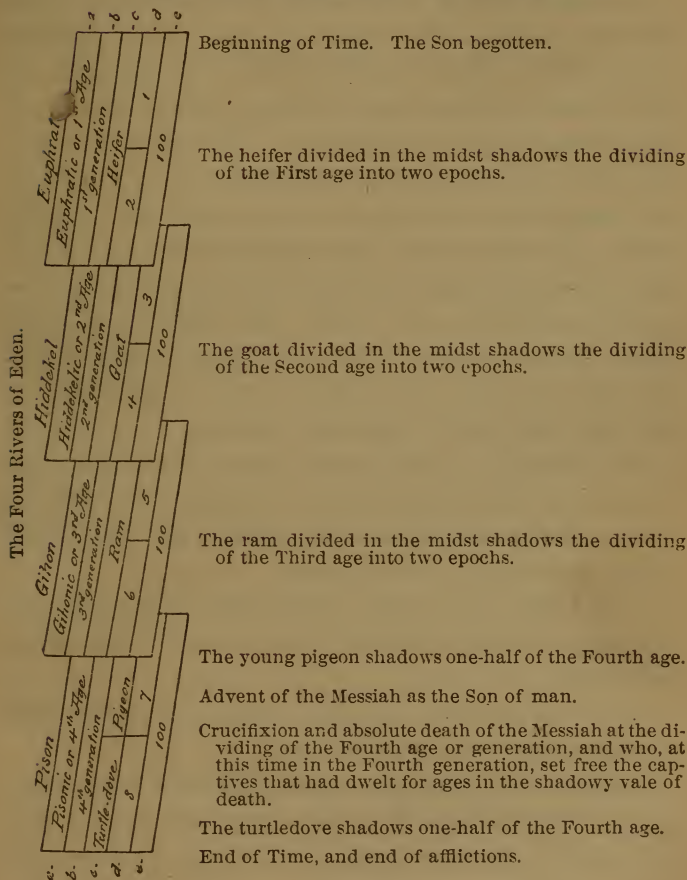 -a -b -c -d -e
The Four Rivers of Eden.
Euphratic or 1st Age
1st generation
Heifer
2 1
100
Hiddekel
Hiddekelic or 2nd Age
2nd generation
Goat
4 3
100
Gihon
Gihonic or 3rd Age
3rd generation
Ram
6 5
100
Pison
Pisonic or 4th Age
4th generation
Turtle-dove Pigeon
8 7
100
b- c- d. e-
Beginning of Time. The Son begotten.
The heifer divided in the midst shadows the dividing
of the First age into two epochs.
The goat divided in the midst shadows the dividing
of the Second age into two epochs.
The ram divided in the midst shadows the dividing
of the Third age into two epochs.
The young pigeon shadows one-half of the Fourth age.
Advent of the Messiah as the Son of man.
Crucifixion and absolute death of the Messiah at the di-
viding of the Fourth age or generation, and who, at
this time in the Fourth generation, set free the cap-
tives that had dwelt for ages in the shadowy vale of
death.
The turtledove shadows one-half of the Fourth age.
End of Time, and end of afflictions.